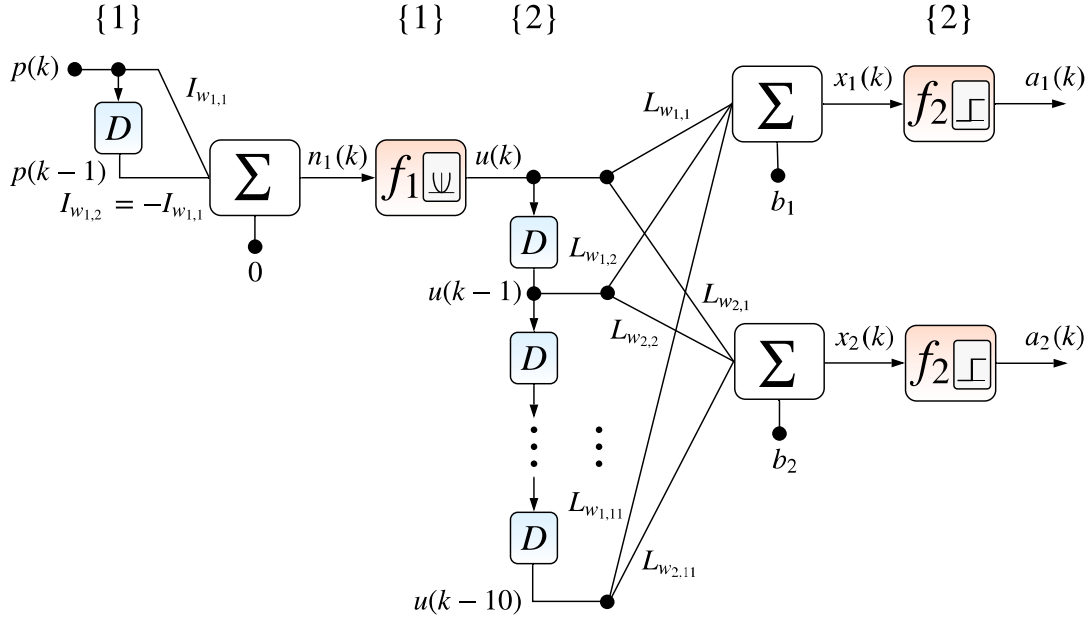 {1} {1} {2} {2}
p(k) I_{w_{1,1}} L_{w_{1,1}} Σ x_1(k) f_2 a_1(k)
D
p(k − 1) Σ n_1(k) f_1 u(k) b_1
I_{w_{1,2}} = −I_{w_{1,1}}
0
D L_{w_{1,2}}
u(k − 1) L_{w_{2,1}}
L_{w_{2,2}} Σ x_2(k) f_2 a_2(k)
D
b_2
L_{w_{1,11}}
D
L_{w_{2,11}}
u(k − 10)